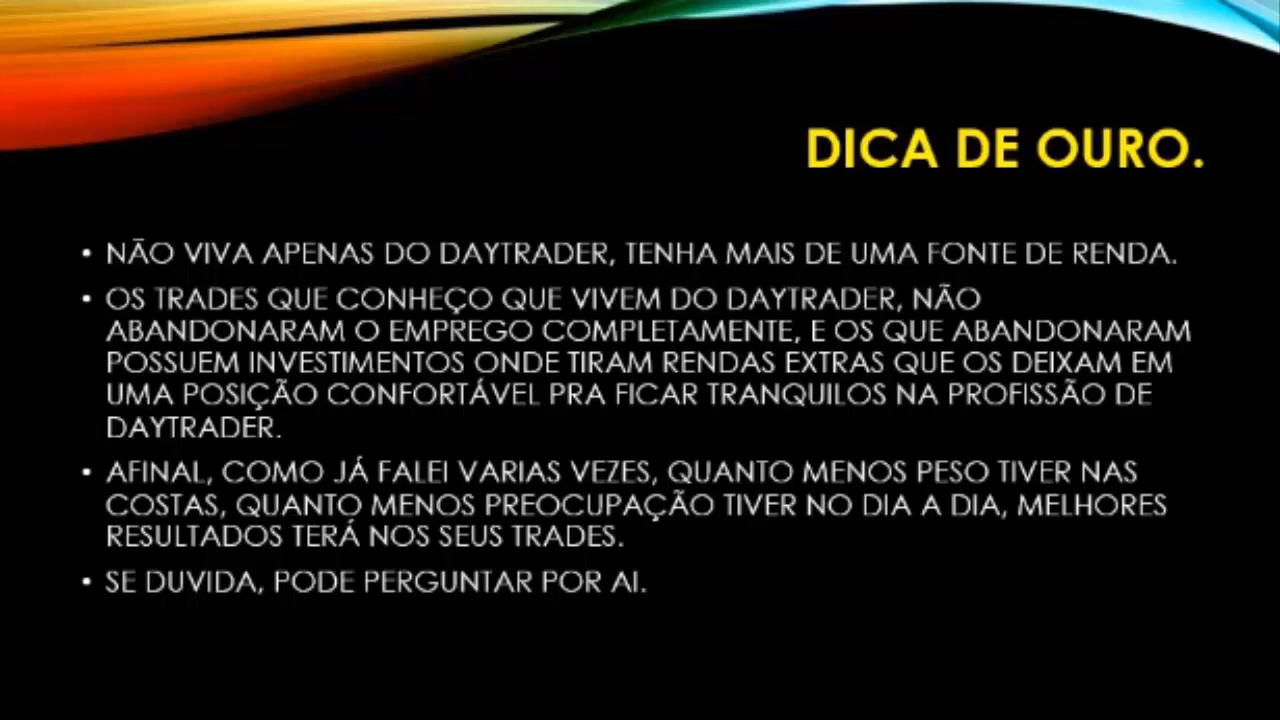 DICA DE OURO.
• NÃO VIVA APENAS DO DAYTRADER, TENHA MAIS DE UMA FONTE DE RENDA.
• OS TRADES QUE CONHEÇO QUE VIVEM DO DAYTRADER, NÃO
ABANDONARAM O EMPREGO COMPLETAMENTE, E OS QUE ABANDONARAM
POSSUEM INVESTIMENTOS ONDE TIRAM RENDAS EXTRAS QUE OS DEIXAM EM
UMA POSIÇÃO CONFORTÁVEL PRA FICAR TRANQUILOS NA PROFISSÃO DE
DAYTRADER.
• AFINAL, COMO JÁ FALEI VARIAS VEZES, QUANTO MENOS PESO TIVER NAS
COSTAS, QUANTO MENOS PREOCUPAÇÃO TIVER NO DIA A DIA, MELHORES
RESULTADOS TERÁ NOS SEUS TRADES.
• SE DUVIDA, PODE PERGUNTAR POR AI.